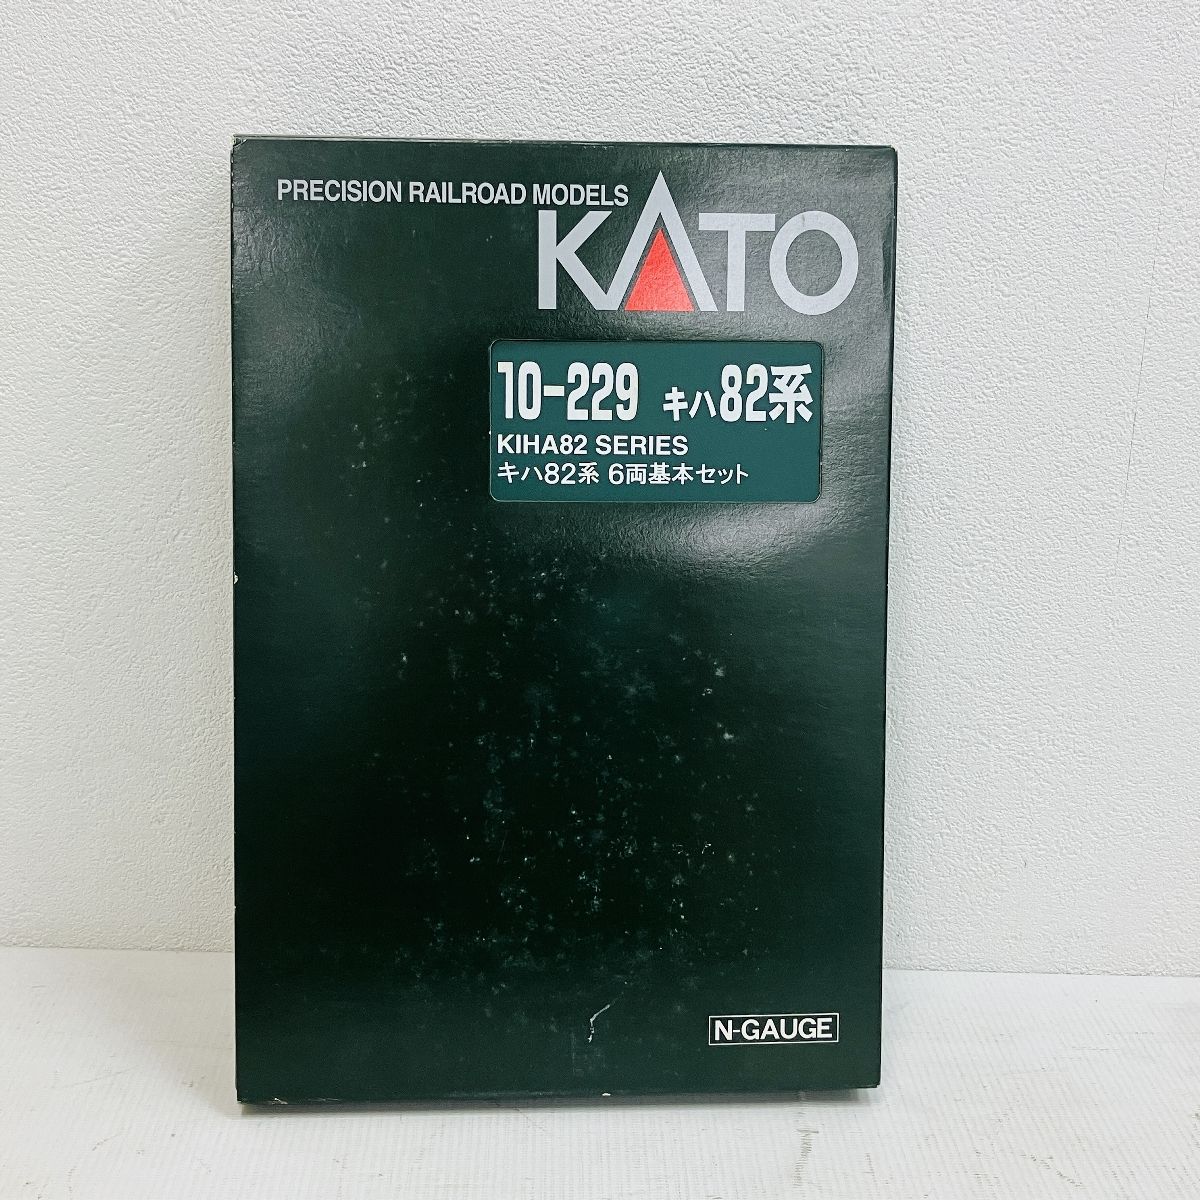 PRECISION RAILROAD MODELS
KATO
10-229 キハ82系
KIHA82 SERIES
キハ82系 6両基本セット
N-GAUGE